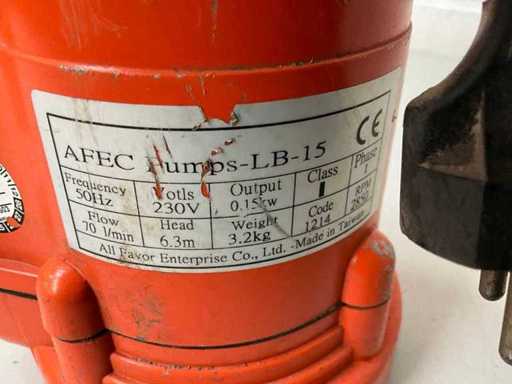 AFEC Pumps-LB-15 CE
Frequency Votls Output Class Phase
50Hz 230V 0.15kw I 1
Flow Head Weight Code RPM
70 l/min 6.3m 3.2kg 1214 2850
All Favor Enterprise Co., Ltd. -Made in Taiwan